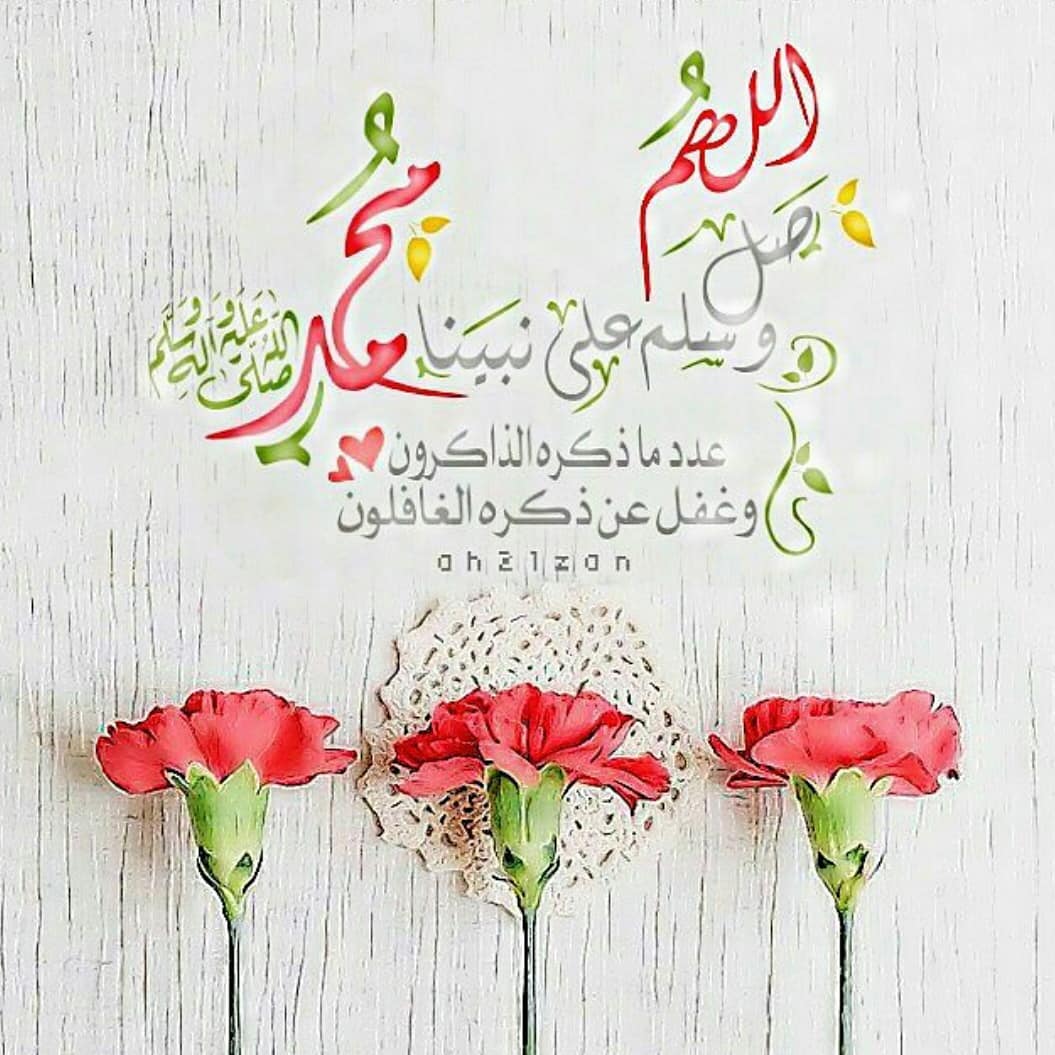 اللهم
صل
وسلم على نبينا محمد
صلى الله عليه وآله وسلم
عدد ما ذكره الذاكرون
وغفل عن ذكره الغافلون
ah21zan